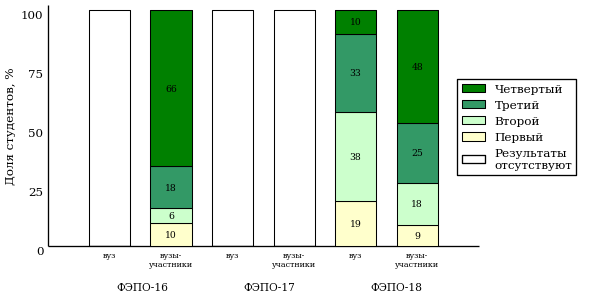 Доля студентов, %
100
75
50
25
0
66
18
6
10
10
33
38
19
48
25
18
9
вуз
вузы-
участники
вуз
вузы-
участники
вуз
вузы-
участники
ФЭПО-16
ФЭПО-17
ФЭПО-18
Четвертый
Третий
Второй
Первый
Результаты
отсутствуют